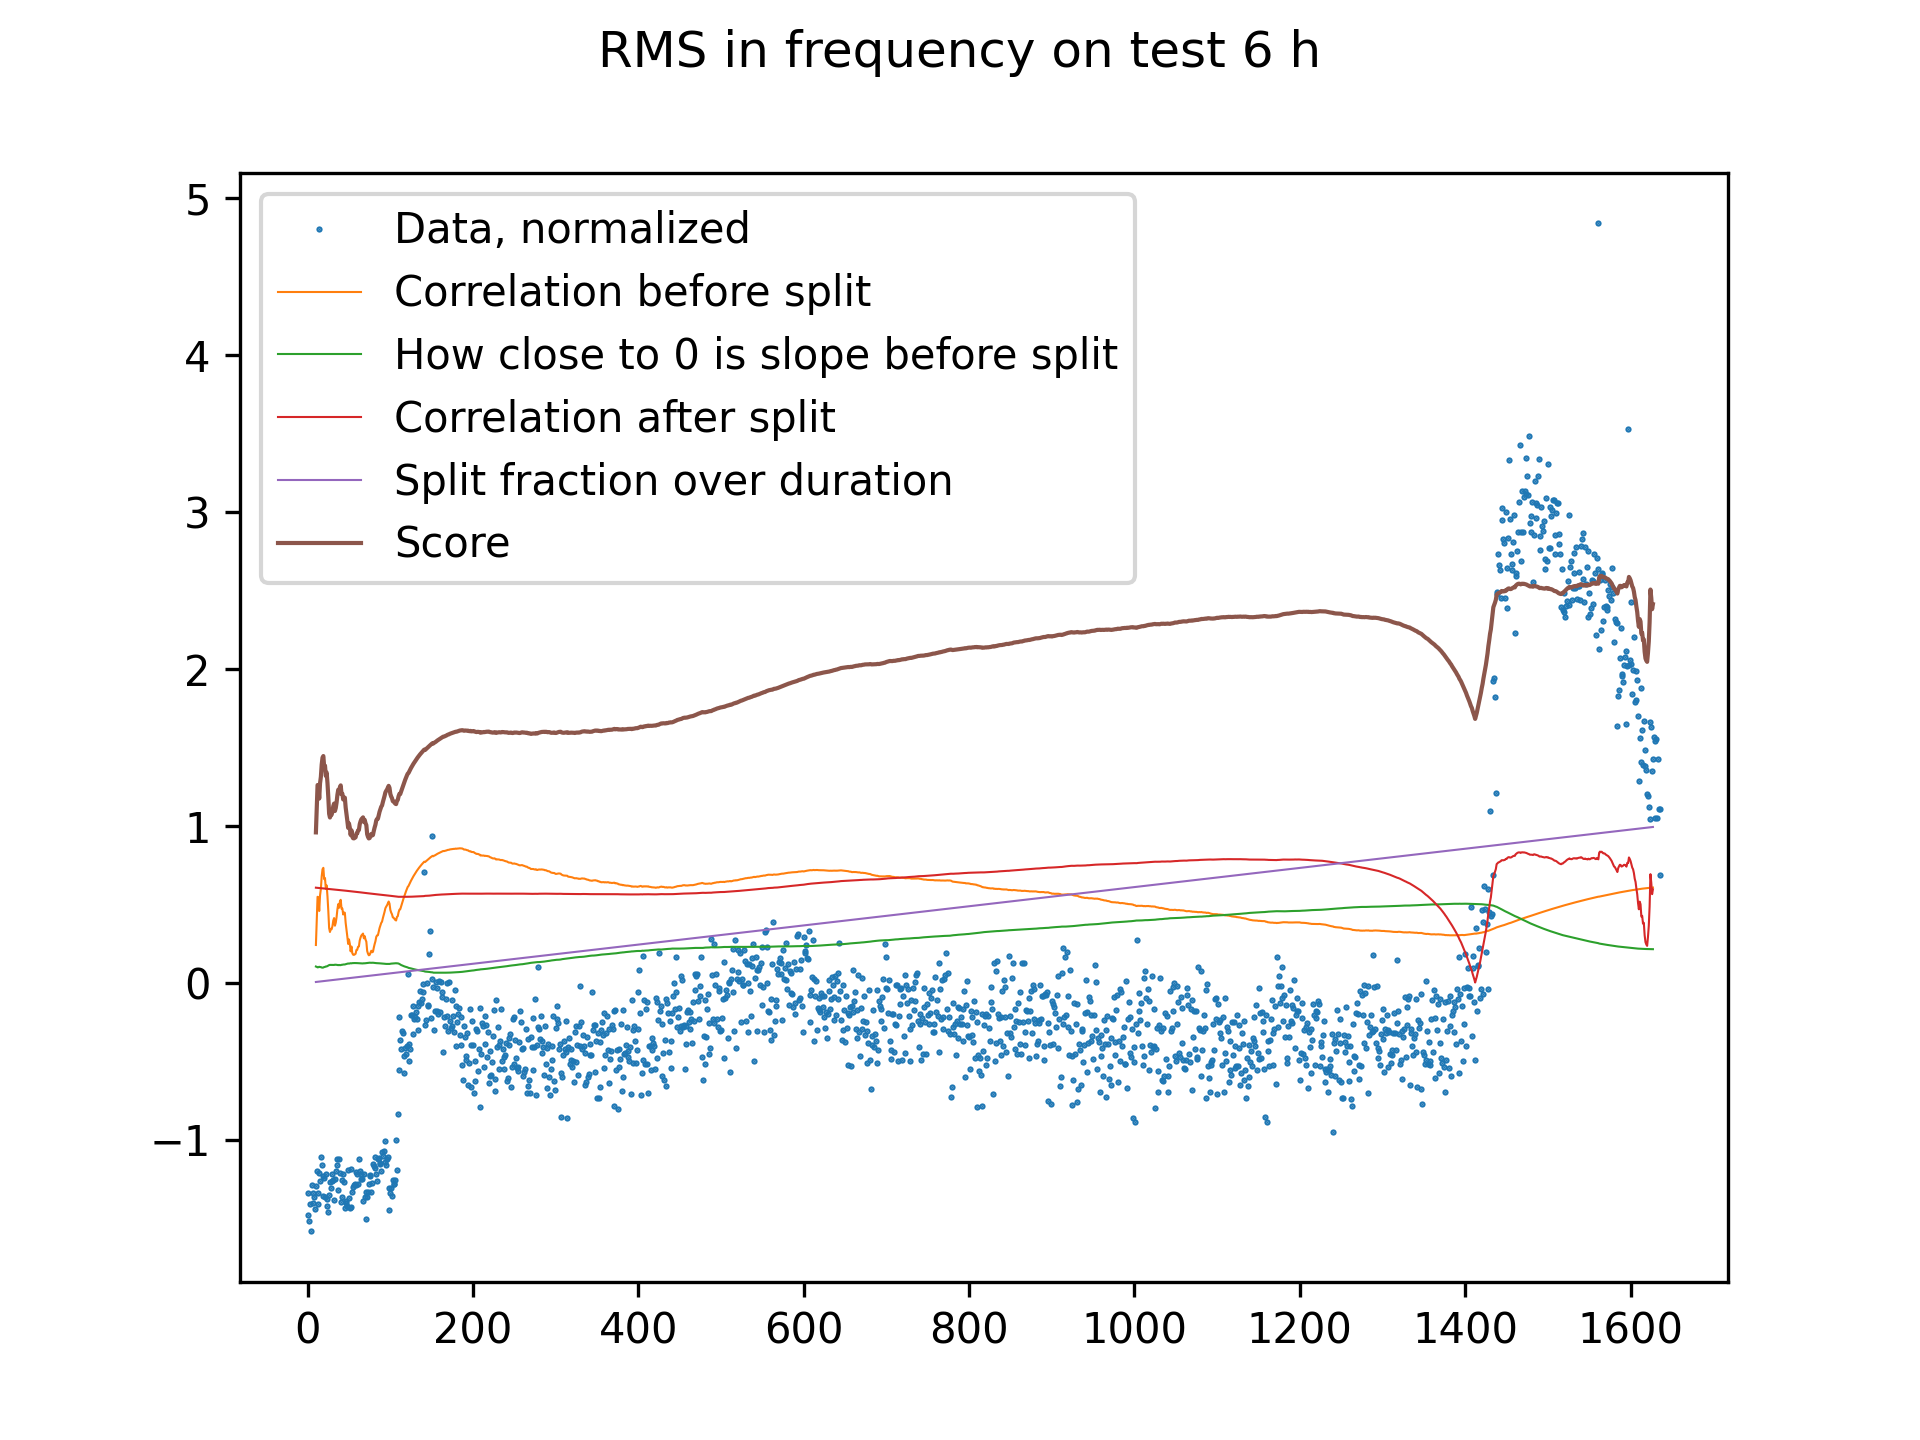 RMS in frequency on test 6 h
5
4
3
2
1
0
−1
Data, normalized
Correlation before split
How close to 0 is slope before split
Correlation after split
Split fraction over duration
Score
0 200 400 600 800 1000 1200 1400 1600